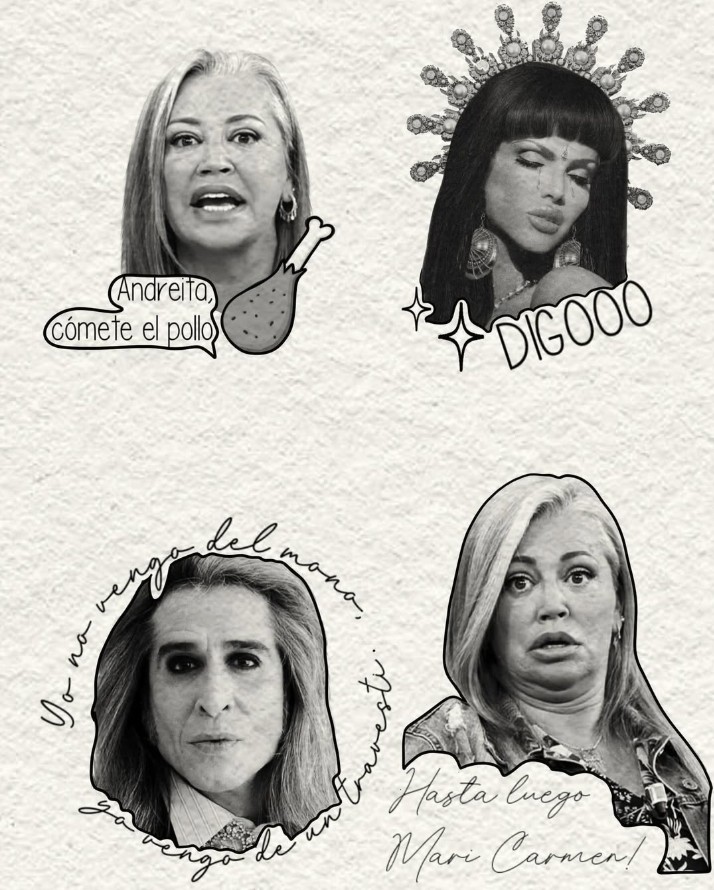 Andreita,
cómete el pollo
DIGOOO
Yo no vengo del mono,
yo vengo de un travesti.
Hasta luego
Mari Carmen!